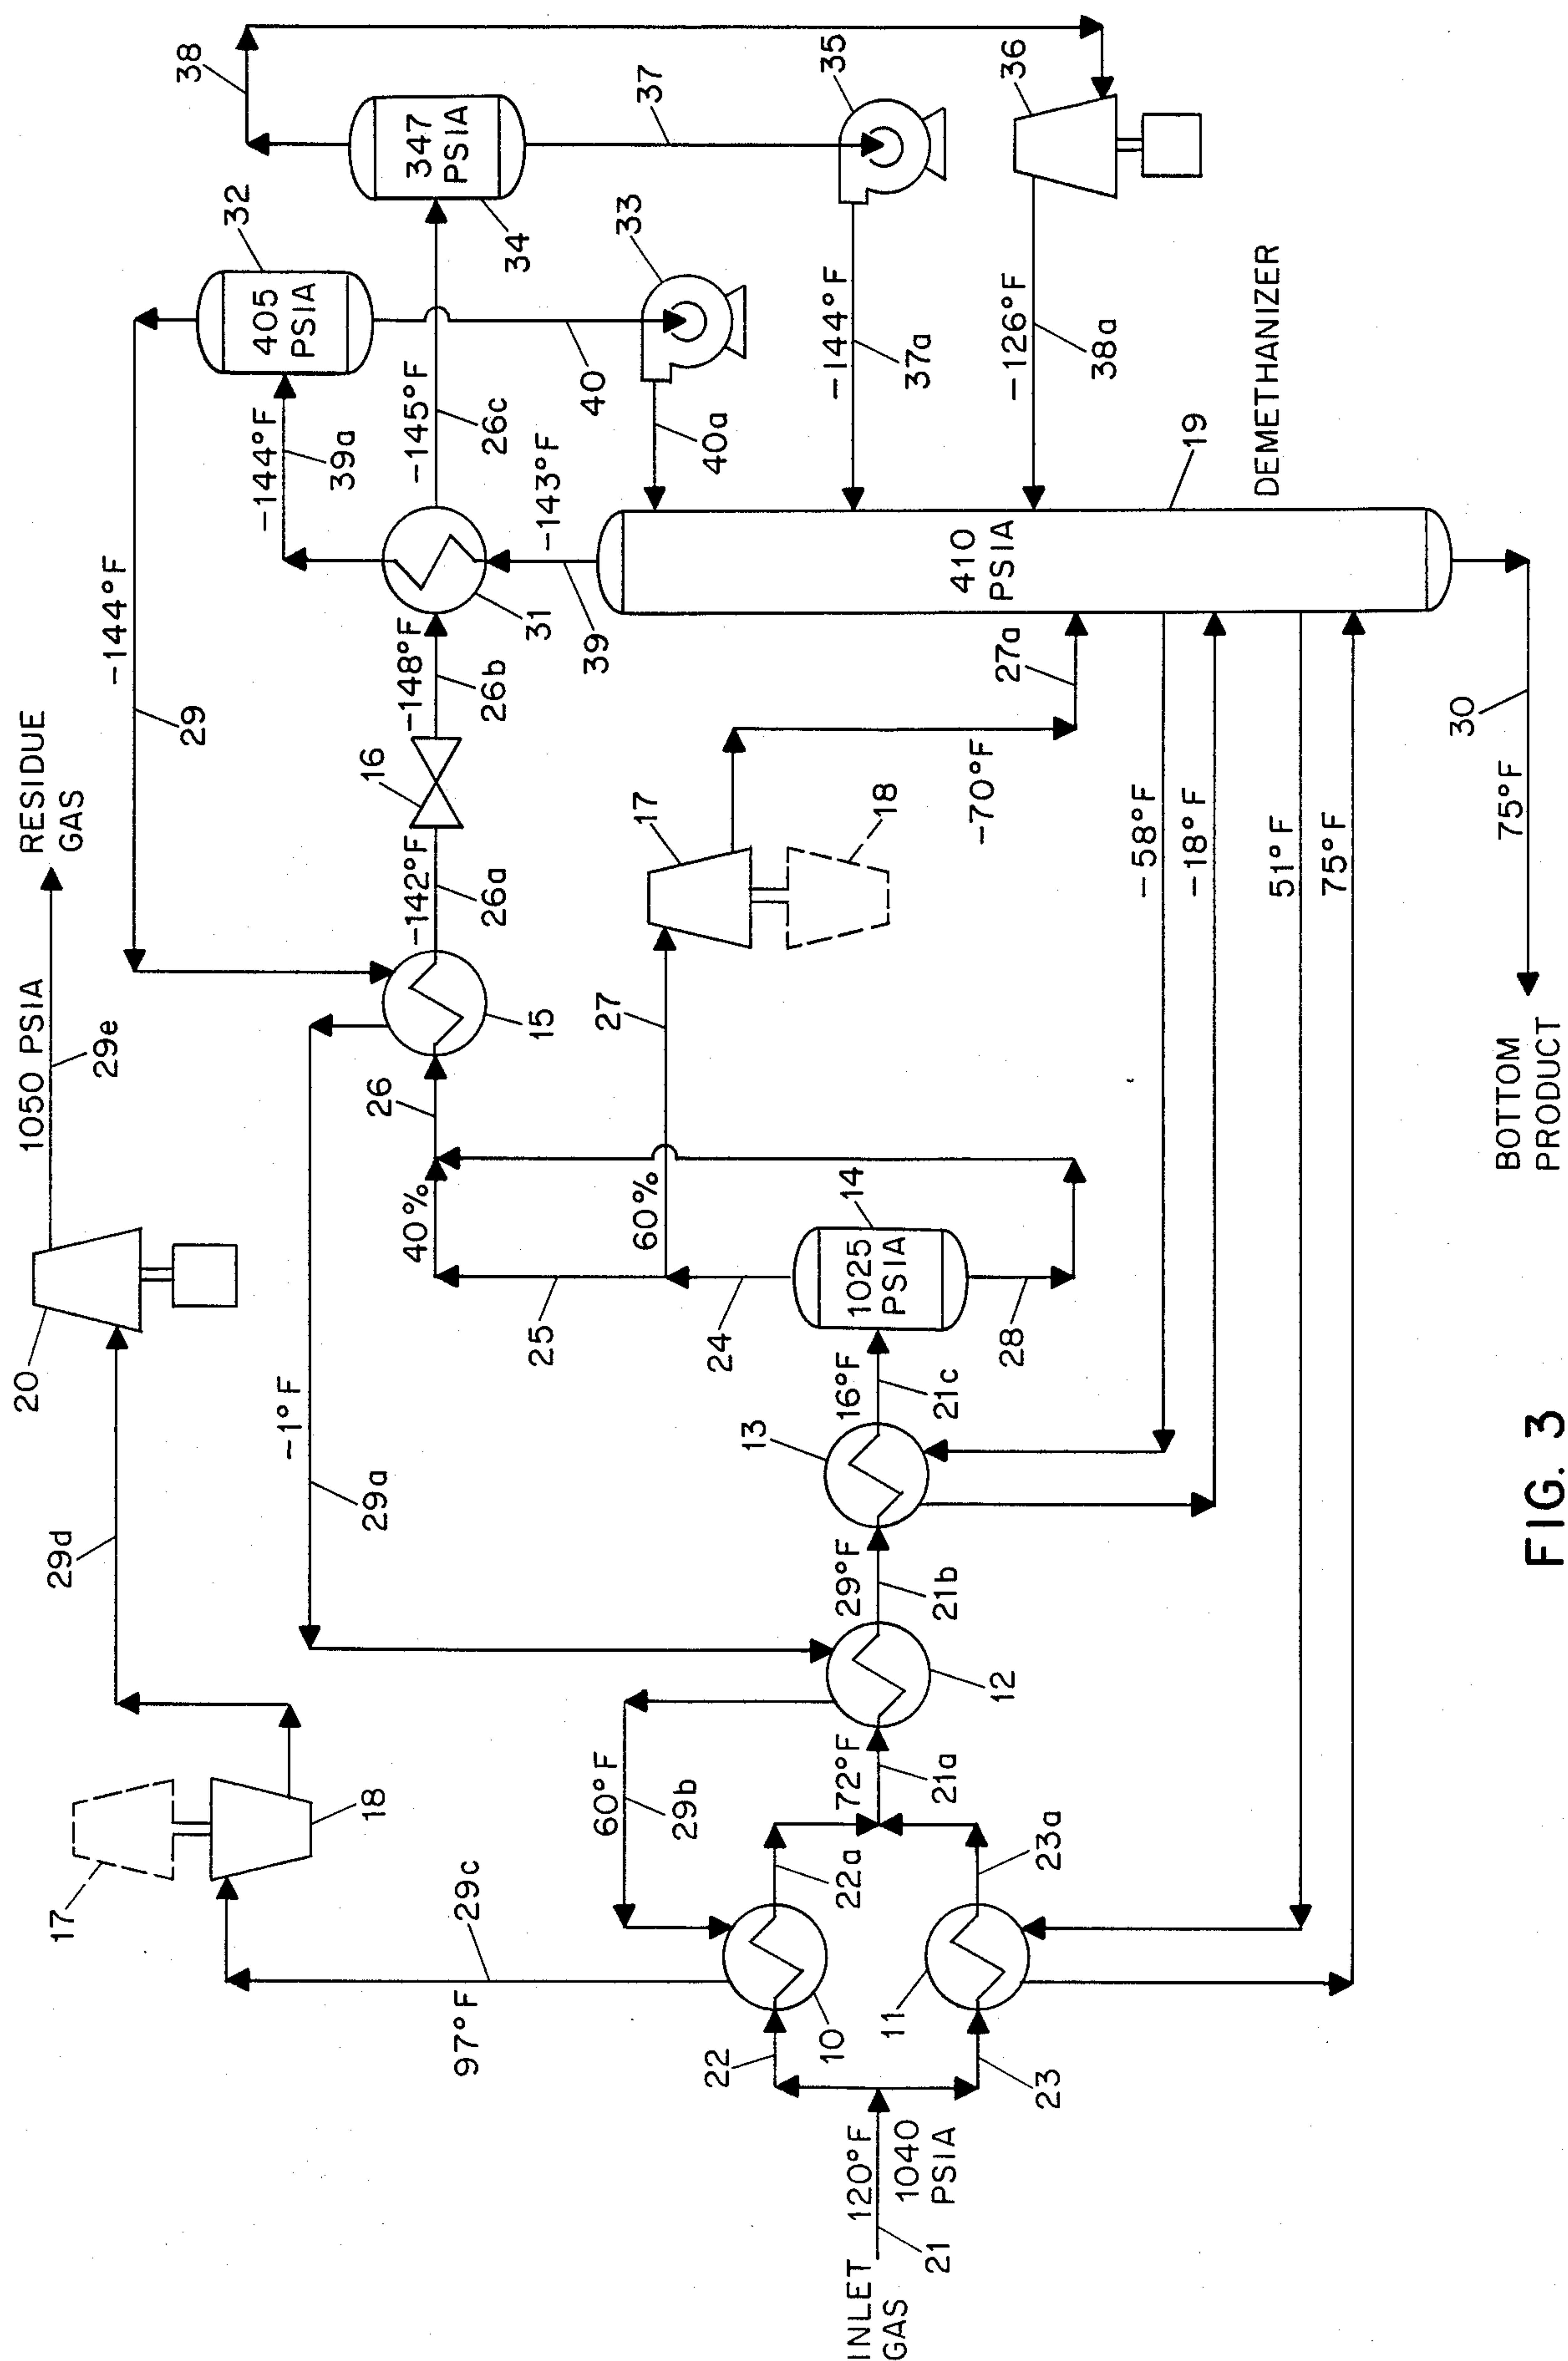 RESIDUE
GAS
1050 PSIA
29e
20
29d
18
17
29c
97°F
-144°F
29
-1°F
29a
60°F
29b
38
32
405
PSIA
347
PSIA
34
37
-144°F
39a
-145°F
26c
31
-148°F
26b
16
-142°F
26a
15
26
40%
25
33
40
40a
-143°F
39
35
-144°F
37a
36
-126°F
38a
17
18
27
60%
-70°F
27a
410
PSIA
19
DEMETHANIZER
24
1025
PSIA
14
28
16°F
21c
13
29°F
21b
12
72°F
21a
22a
23a
10
11
22
23
INLET
GAS
120°F
1040
PSIA
21
-58°F
-18°F
51°F
75°F
75°F
30
BOTTOM
PRODUCT
FIG. 3